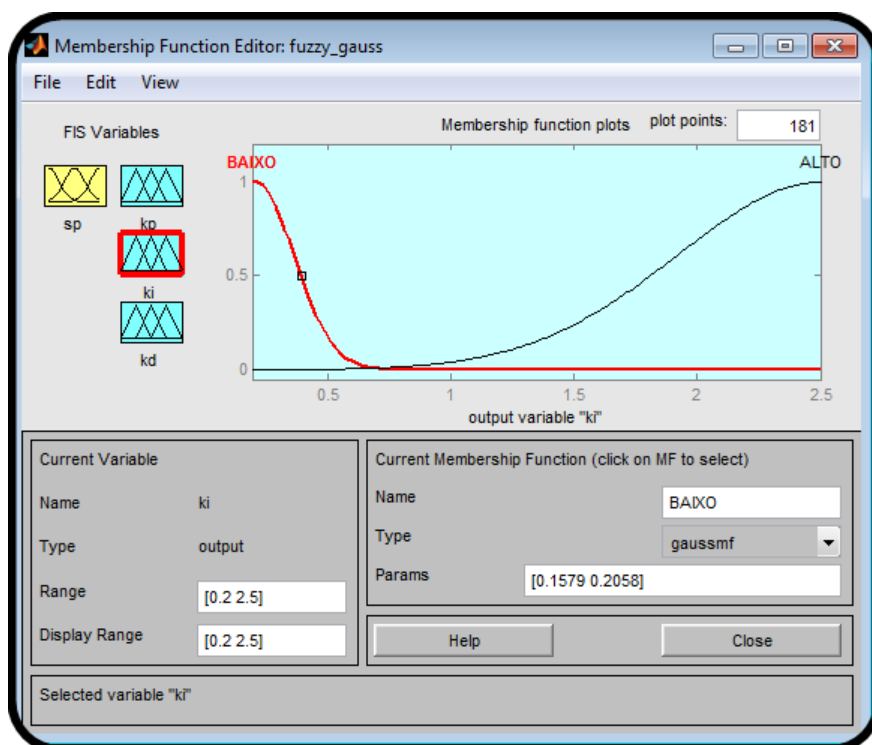 Membership Function Editor: fuzzy_gauss
File Edit View
FIS Variables
Membership function plots plot points: 181
sp
kp
ki
kd
BAIXO
ALTO
1
0.5
0
0.5 1 1.5 2 2.5
output variable "ki"
Current Variable
Name ki
Type output
Range [0.2 2.5]
Display Range [0.2 2.5]
Current Membership Function (click on MF to select)
Name BAIXO
Type gaussmf
Params [0.1579 0.2058]
Help Close
Selected variable "ki"